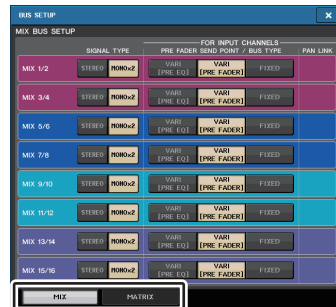 BUS SETUP ×
MIX BUS SETUP
FOR INPUT CHANNELS
SIGNAL TYPE PRE FADER SEND POINT / BUS TYPE PAN LINK
MIX 1/2 STEREO MONOx2 VARI [PRE EQ] VARI [PRE FADER] FIXED
MIX 3/4 STEREO MONOx2 VARI [PRE EQ] VARI [PRE FADER] FIXED
MIX 5/6 STEREO MONOx2 VARI [PRE EQ] VARI [PRE FADER] FIXED
MIX 7/8 STEREO MONOx2 VARI [PRE EQ] VARI [PRE FADER] FIXED
MIX 9/10 STEREO MONOx2 VARI [PRE EQ] VARI [PRE FADER] FIXED
MIX 11/12 STEREO MONOx2 VARI [PRE EQ] VARI [PRE FADER] FIXED
MIX 13/14 STEREO MONOx2 VARI [PRE EQ] VARI [PRE FADER] FIXED
MIX 15/16 STEREO MONOx2 VARI [PRE EQ] VARI [PRE FADER] FIXED
MIX MATRIX